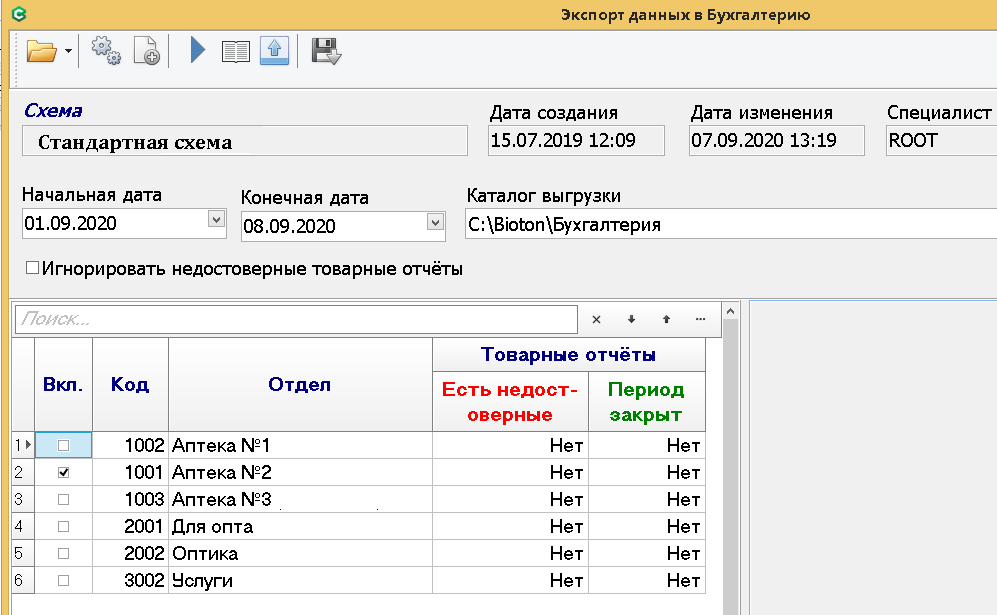 Экспорт данных в Бухгалтерию
Схема
Стандартная схема
Дата создания
15.07.2019 12:09
Дата изменения
07.09.2020 13:19
Специалист
ROOT
Начальная дата
01.09.2020
Конечная дата
08.09.2020
Каталог выгрузки
C:\Bioton\Бухгалтерия
Игнорировать недостоверные товарные отчёты
Поиск...
Вкл. Код Отдел Товарные отчёты
Есть недост-
оверные
Период
закрыт
1 1002 Аптека №1 Нет Нет
2 1001 Аптека №2 Нет Нет
3 1003 Аптека №3 Нет Нет
4 2001 Для опта Нет Нет
5 2002 Оптика Нет Нет
6 3002 Услуги Нет Нет